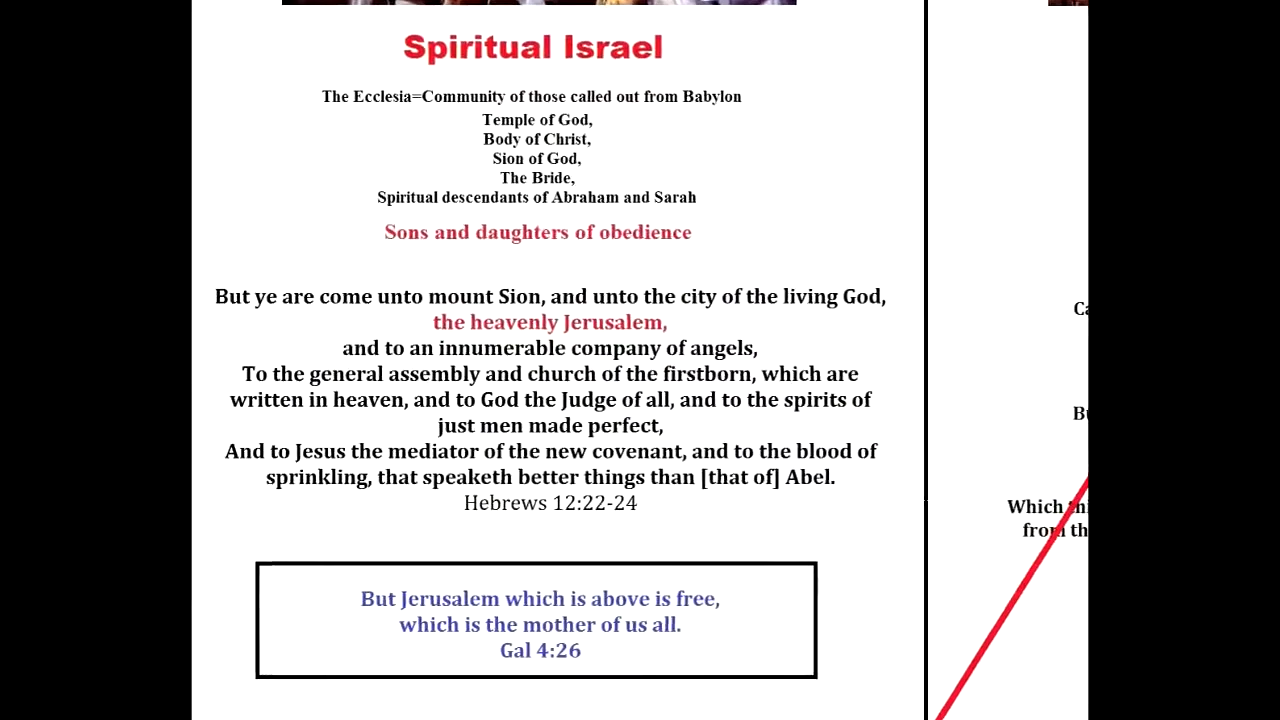 Spiritual Israel
The Ecclesia=Community of those called out from Babylon
Temple of God,
Body of Christ,
Sion of God,
The Bride,
Spiritual descendants of Abraham and Sarah
Sons and daughters of obedience
But ye are come unto mount Sion, and unto the city of the living God,
the heavenly Jerusalem,
and to an innumerable company of angels,
To the general assembly and church of the firstborn, which are
written in heaven, and to God the Judge of all, and to the spirits of
just men made perfect,
And to Jesus the mediator of the new covenant, and to the blood of
sprinkling, that speaketh better things than [that of] Abel.
Hebrews 12:22-24
But Jerusalem which is above is free,
which is the mother of us all.
Gal 4:26
Which
from